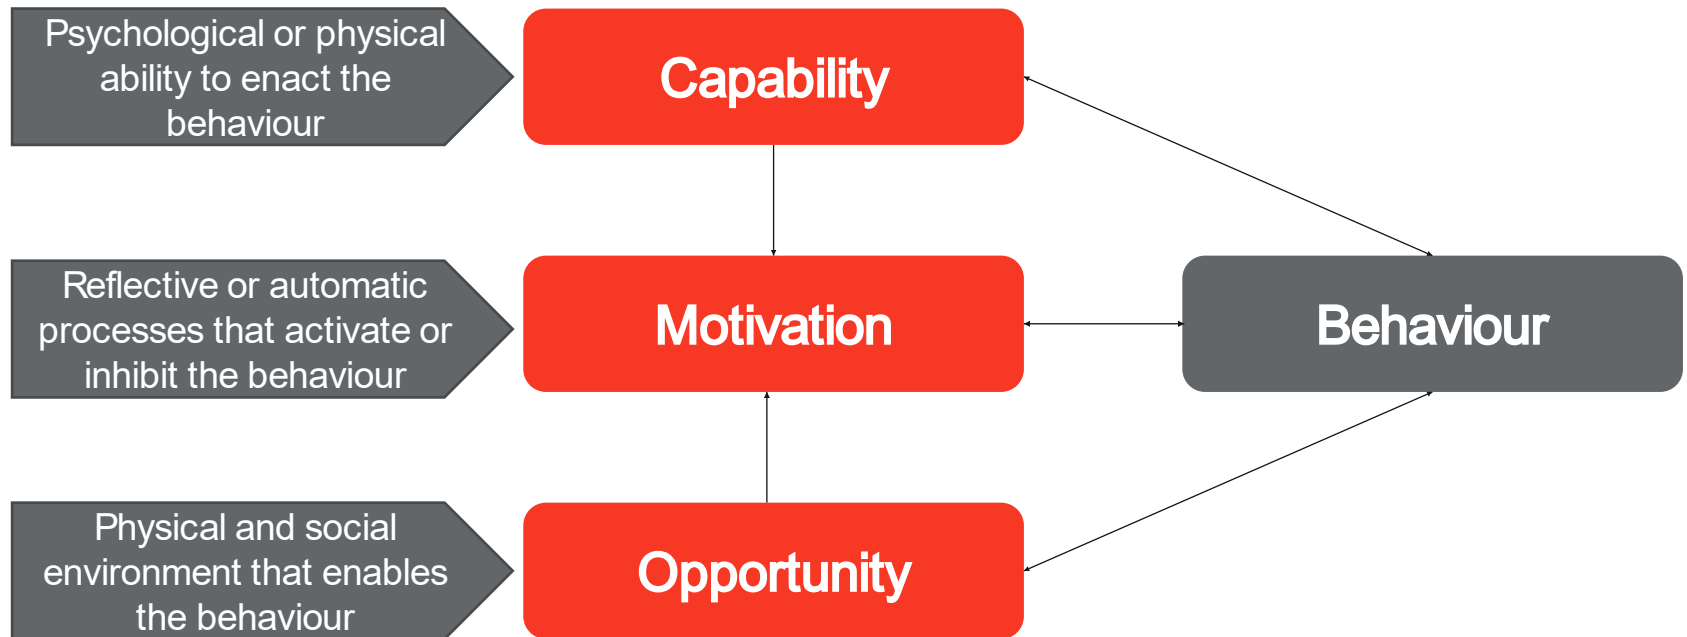 Psychological or physical
ability to enact the
behaviour
Capability
Reflective or automatic
processes that activate or
inhibit the behaviour
Motivation
Behaviour
Physical and social
environment that enables
the behaviour
Opportunity